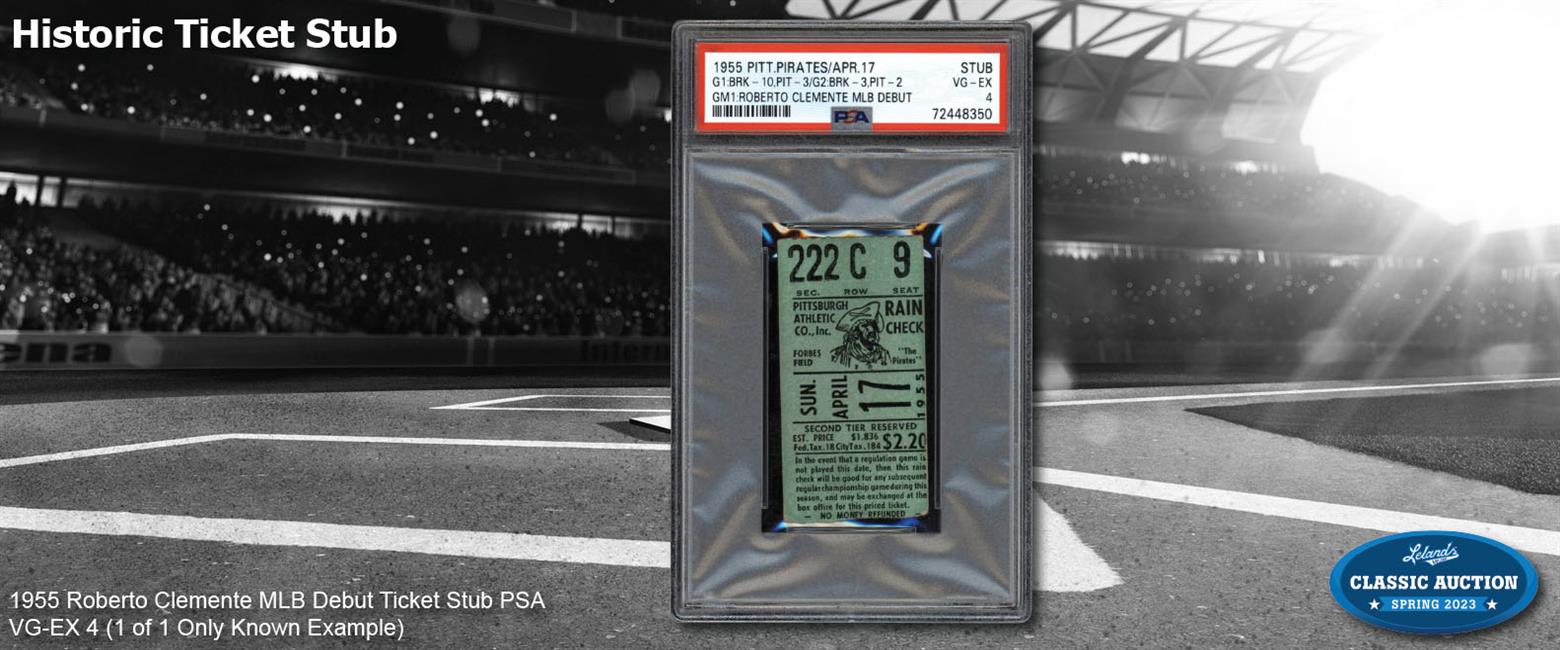 Historic Ticket Stub
1955 PITT.PIRATES/APR.17 STUB
G1:BRK - 10,PIT - 3/G2:BRK - 3,PIT - 2 VG-EX
GM1:ROBERTO CLEMENTE MLB DEBUT 4
PSA 72448350
222 C 9
SEC. ROW SEAT
PITTSBURGH
ATHLETIC
CO., Inc.
RAIN
CHECK
FORBES
FIELD
"The
Pirates"
SUN.
APRIL
17
1955
SECOND TIER RESERVED
EST. PRICE $1.836
Fed.Tax.18 CityTax.184 $2.20
In the event that a regulation game is
not played this date, then this rain
check will be good for any subsequent
regular championship game during this
season, and may be exchanged at the
box office for this priced ticket.
— NO MONEY REFUNDED
ena
Intern
1955 Roberto Clemente MLB Debut Ticket Stub PSA
VG-EX 4 (1 of 1 Only Known Example)
Leland's
CLASSIC AUCTION
★ SPRING 2023 ★